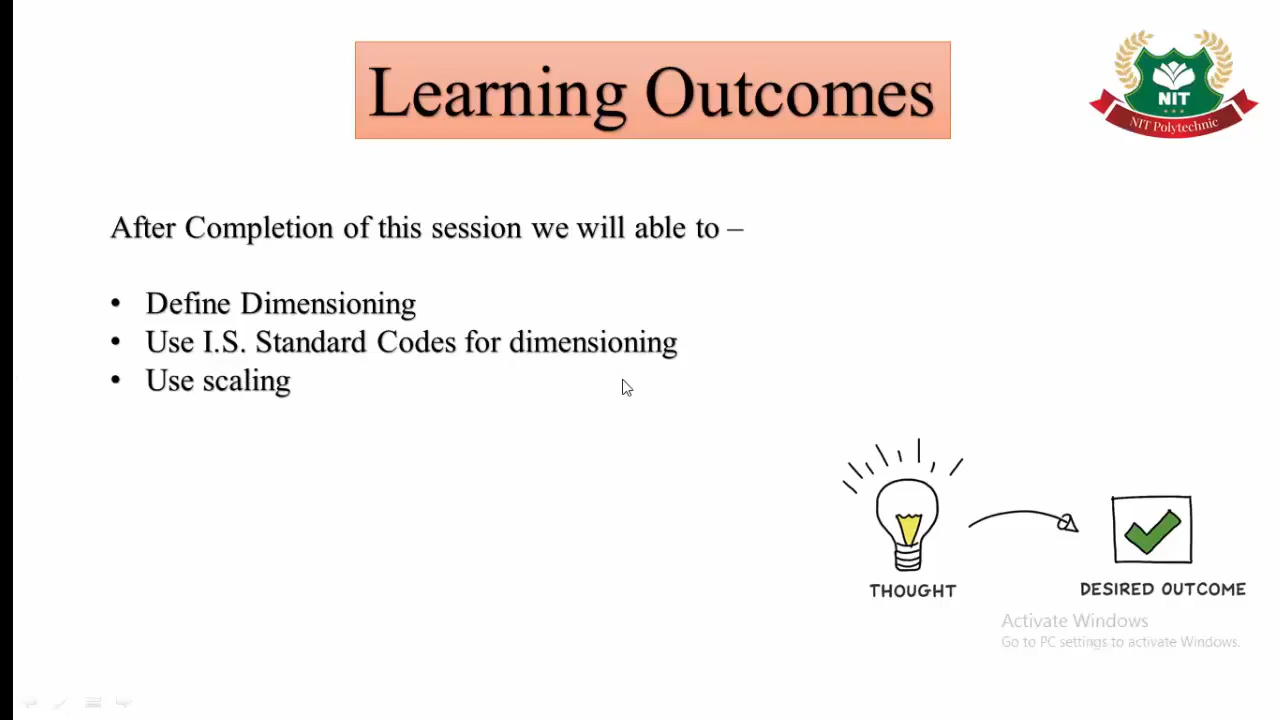 Learning Outcomes
NIT
NIT Polytechnic
After Completion of this session we will able to –
• Define Dimensioning
• Use I.S. Standard Codes for dimensioning
• Use scaling
THOUGHT
DESIRED OUTCOME
Activate Windows
Go to PC settings to activate Windows.